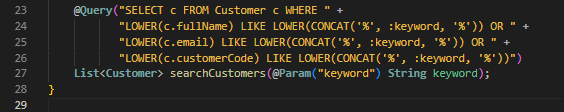 23 @Query("SELECT c FROM Customer c WHERE " +
24 "LOWER(c.fullName) LIKE LOWER(CONCAT('%', :keyword, '%')) OR " +
25 "LOWER(c.email) LIKE LOWER(CONCAT('%', :keyword, '%')) OR " +
26 "LOWER(c.customerCode) LIKE LOWER(CONCAT('%', :keyword, '%'))")
27 List<Customer> searchCustomers(@Param("keyword") String keyword);
28 }
29